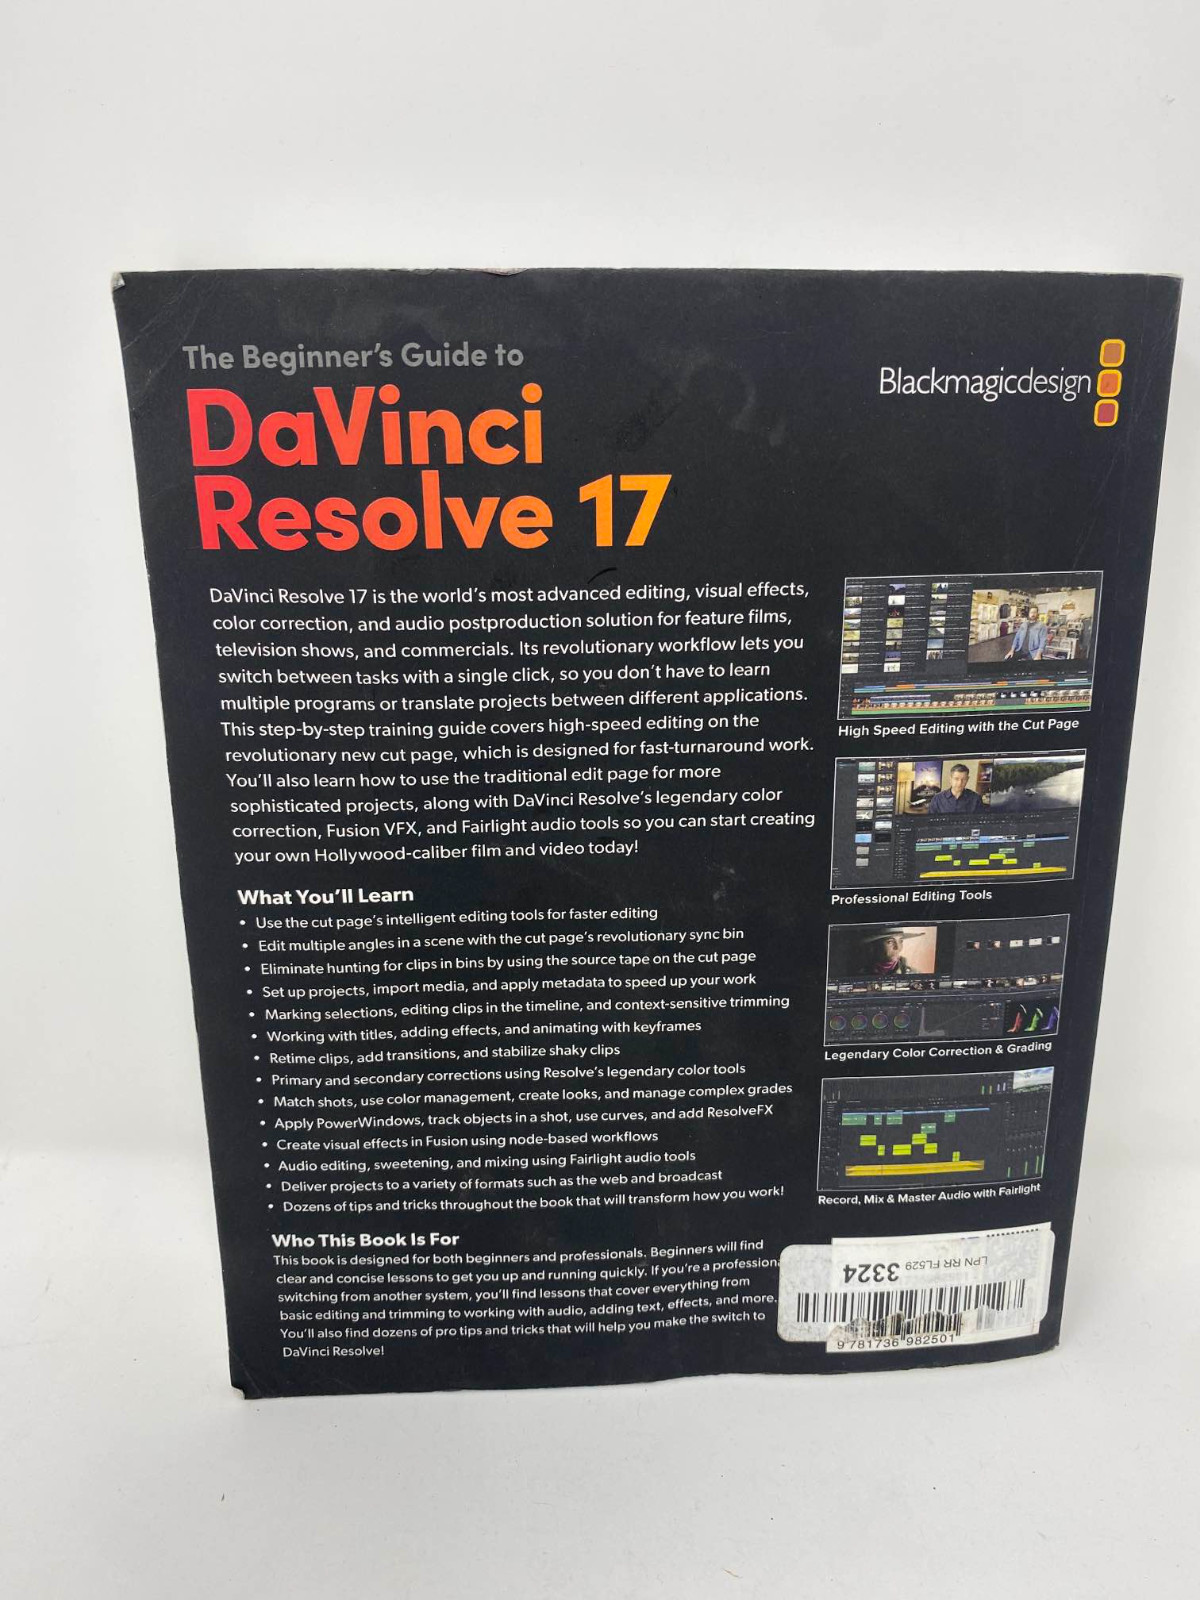 The Beginner's Guide to
DaVinci
Resolve 17
Blackmagicdesign
DaVinci Resolve 17 is the world's most advanced editing, visual effects,
color correction, and audio postproduction solution for feature films,
television shows, and commercials. Its revolutionary workflow lets you
switch between tasks with a single click, so you don't have to learn
multiple programs or translate projects between different applications.
This step-by-step training guide covers high-speed editing on the
revolutionary new cut page, which is designed for fast-turnaround work.
You'll also learn how to use the traditional edit page for more
sophisticated projects, along with DaVinci Resolve's legendary color
correction, Fusion VFX, and Fairlight audio tools so you can start creating
your own Hollywood-caliber film and video today!
What You'll Learn
• Use the cut page's intelligent editing tools for faster editing
• Edit multiple angles in a scene with the cut page's revolutionary sync bin
• Eliminate hunting for clips in bins by using the source tape on the cut page
• Set up projects, import media, and apply metadata to speed up your work
• Marking selections, editing clips in the timeline, and context-sensitive trimming
• Working with titles, adding effects, and animating with keyframes
• Retime clips, add transitions, and stabilize shaky clips
• Primary and secondary corrections using Resolve's legendary color tools
• Match shots, use color management, create looks, and manage complex grades
• Apply PowerWindows, track objects in a shot, use curves, and add ResolveFX
• Create visual effects in Fusion using node-based workflows
• Audio editing, sweetening, and mixing using Fairlight audio tools
• Deliver projects to a variety of formats such as the web and broadcast
• Dozens of tips and tricks throughout the book that will transform how you work!
Who This Book Is For
This book is designed for both beginners and professionals. Beginners will find
clear and concise lessons to get you up and running quickly. If you're a profession
switching from another system, you'll find lessons that cover everything from
basic editing and trimming to working with audio, adding text, effects, and more.
You'll also find dozens of pro tips and tricks that will help you make the switch to
DaVinci Resolve!
High Speed Editing with the Cut Page
Professional Editing Tools
Legendary Color Correction & Grading
Record, Mix & Master Audio with Fairlight
LPN RR FL529 3324
9 781736 982501